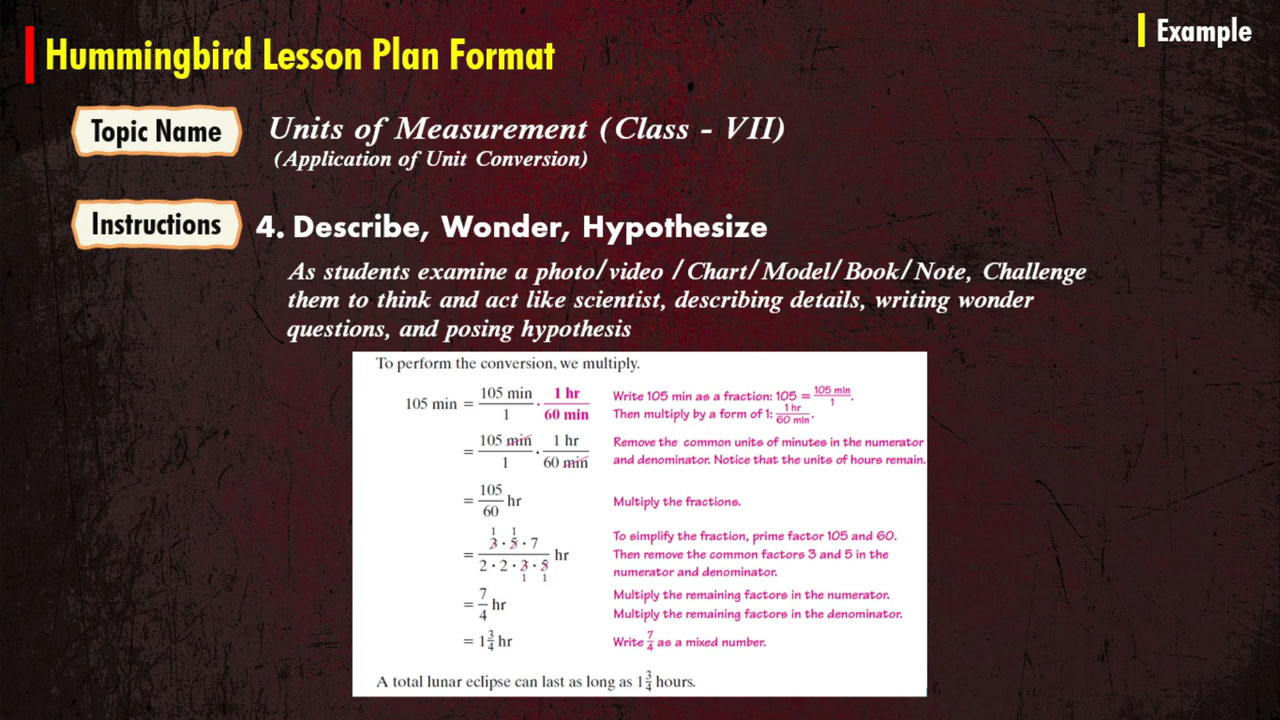 Hummingbird Lesson Plan Format
Example
Topic Name
Units of Measurement (Class - VII)
(Application of Unit Conversion)
Instructions
4. Describe, Wonder, Hypothesize
As students examine a photo/video /Chart/Model/Book/Note, Challenge
them to think and act like scientist, describing details, writing wonder
questions, and posing hypothesis
To perform the conversion, we multiply.
105 min = 105 min/1 · 1 hr/60 min
Write 105 min as a fraction: 105 = 105 min/1.
Then multiply by a form of 1: 1 hr/60 min.
= 105 min/1 · 1 hr/60 min
Remove the common units of minutes in the numerator
and denominator. Notice that the units of hours remain.
= 105/60 hr
Multiply the fractions.
1 1
= 3 · 5 · 7/2 · 2 · 3 · 5 hr
1 1
To simplify the fraction, prime factor 105 and 60.
Then remove the common factors 3 and 5 in the
numerator and denominator.
= 7/4 hr
Multiply the remaining factors in the numerator.
Multiply the remaining factors in the denominator.
= 1 3/4 hr
Write 7/4 as a mixed number.
A total lunar eclipse can last as long as 1 3/4 hours.